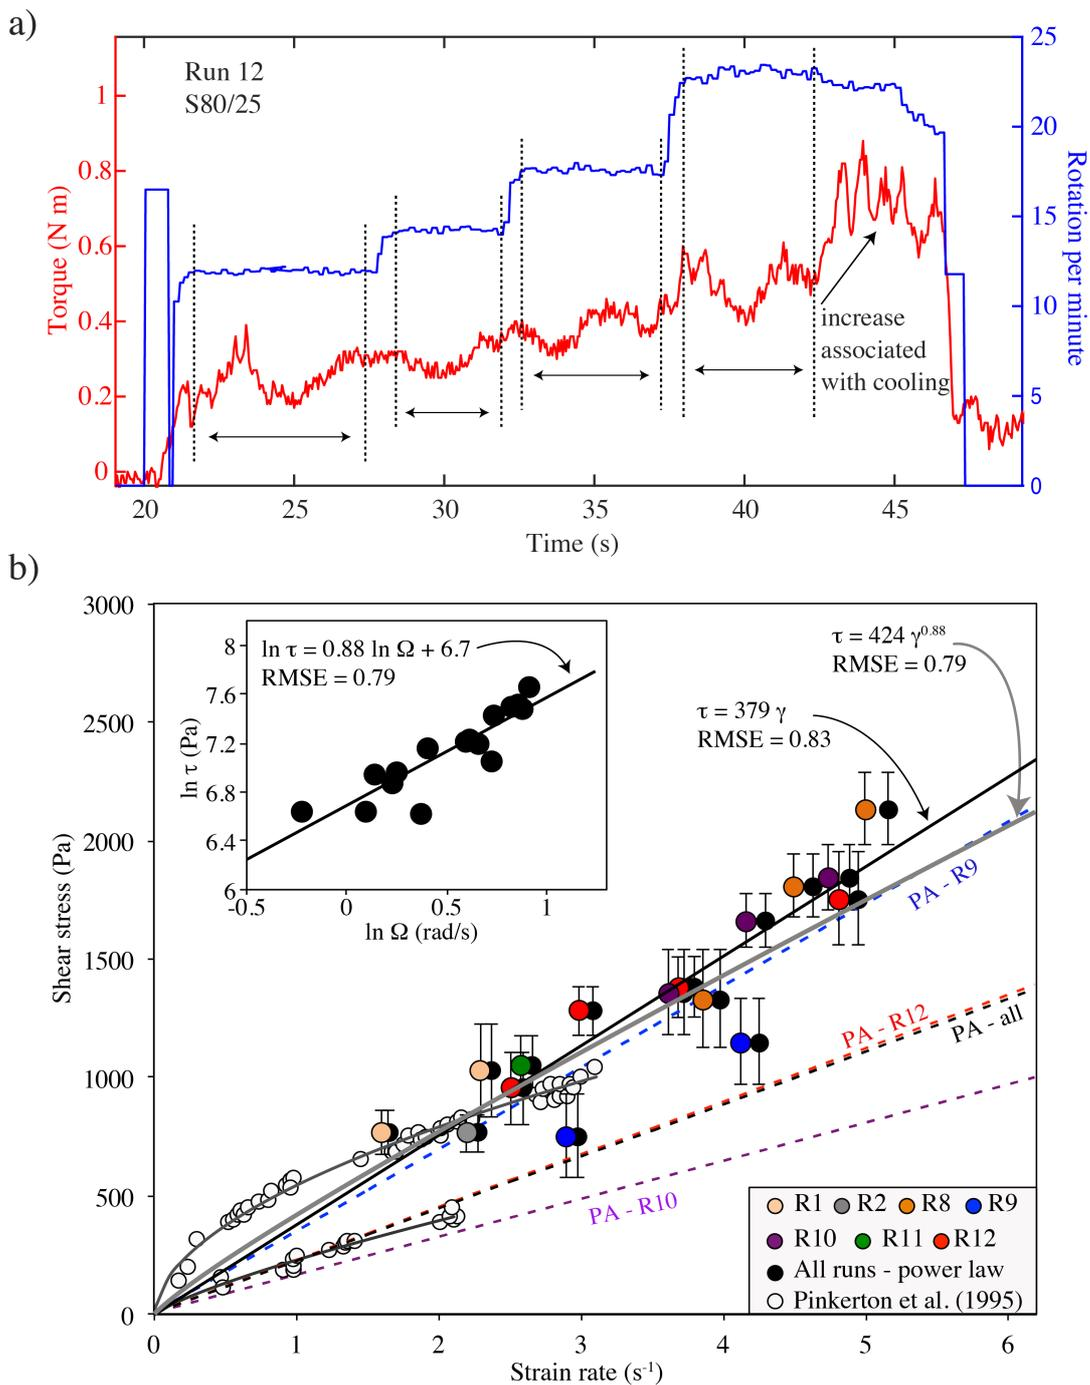 a)
Run 12
S80/25
Torque (N m)
1
0.8
0.6
0.4
0.2
0
25
20
15
10
5
0
Rotation per minute
increase
associated
with cooling
20 25 30 35 40 45
Time (s)
b)
Shear stress (Pa)
3000
2500
2000
1500
1000
500
0
ln τ = 0.88 ln Ω + 6.7
RMSE = 0.79
ln τ (Pa)
8
7.6
7.2
6.8
6.4
6
-0.5 0 0.5 1
ln Ω (rad/s)
τ = 424 γ^0.88
RMSE = 0.79
τ = 379 γ
RMSE = 0.83
PA - R9
PA - R12
PA - all
PA - R10
R1 R2 R8 R9
R10 R11 R12
All runs - power law
Pinkerton et al. (1995)
0 1 2 3 4 5 6
Strain rate (s⁻¹)